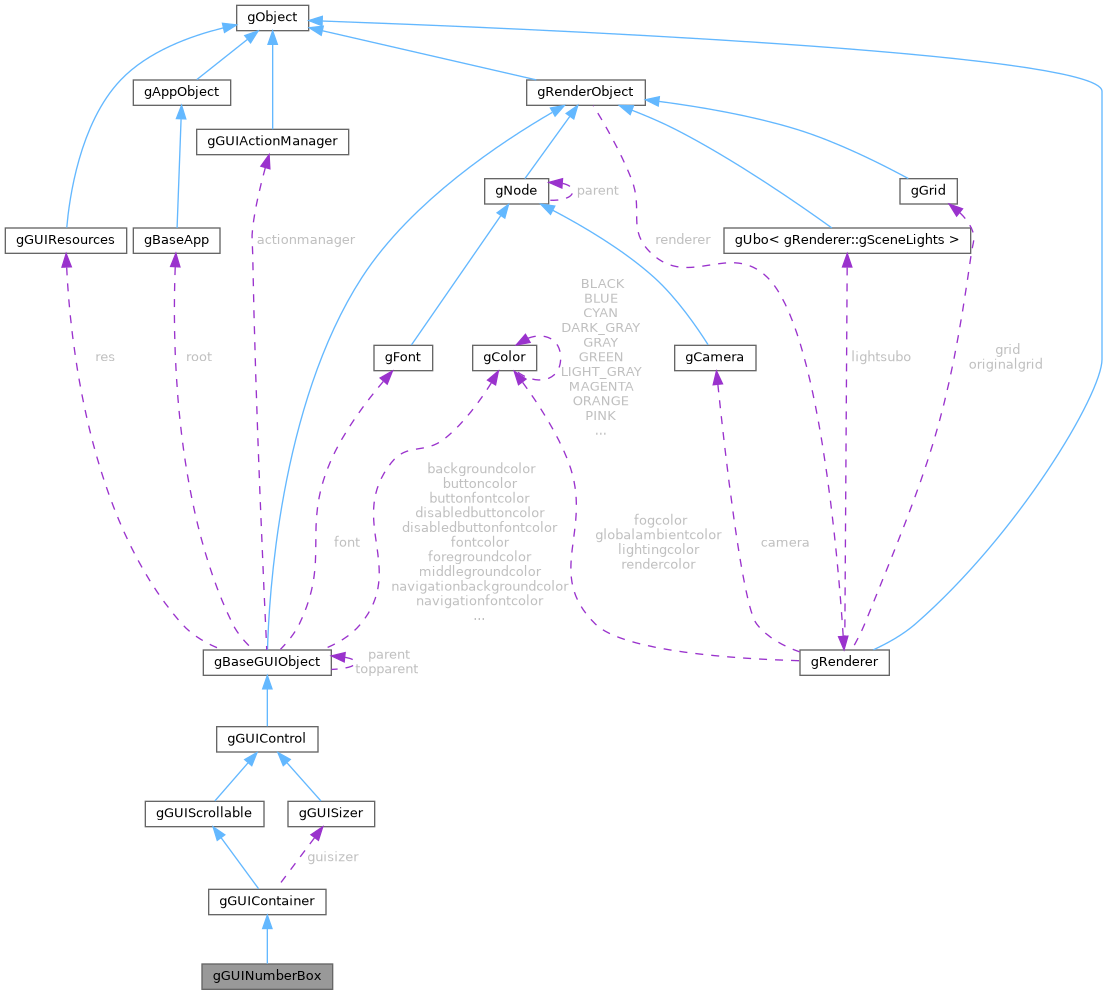 gObject
gAppObject
gRenderObject
gGUIActionManager
gNode
parent
gGrid
gGUIResources
gBaseApp
actionmanager
renderer
gUbo< gRenderer::gSceneLights >
BLACK
BLUE
CYAN
DARK_GRAY
GRAY
GREEN
LIGHT_GRAY
MAGENTA
ORANGE
PINK
...
res
root
gFont
gColor
gCamera
lightsubo
grid
originalgrid
backgroundcolor
buttoncolor
buttonfontcolor
disabledbuttoncolor
disabledbuttonfontcolor
fontcolor
foregroundcolor
middlegroundcolor
navigationbackgroundcolor
navigationfontcolor
...
font
fogcolor
globalambientcolor
lightingcolor
rendercolor
camera
gBaseGUIObject
parent
topparent
gRenderer
gGUIControl
gGUIScrollable
gGUISizer
guisizer
gGUIContainer
gGUINumberBox